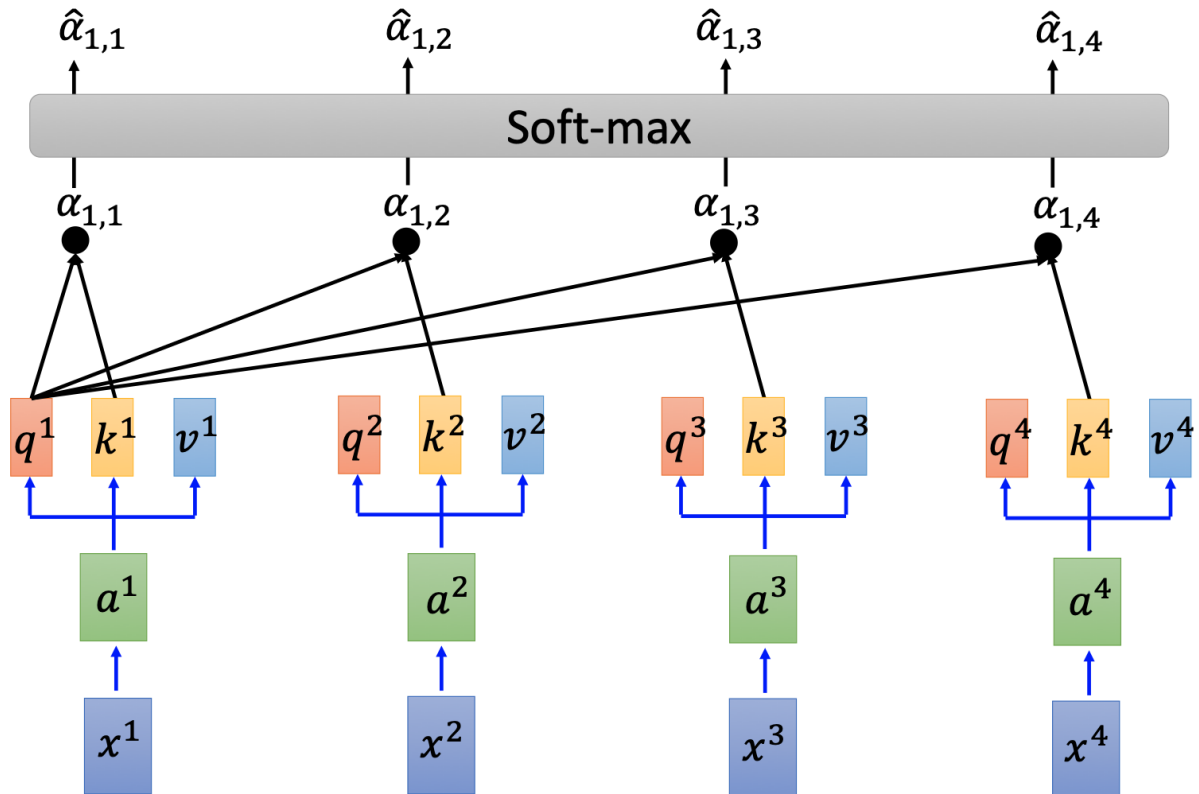 α̂₁,₁ α̂₁,₂ α̂₁,₃ α̂₁,₄
Soft-max
α₁,₁ α₁,₂ α₁,₃ α₁,₄
q¹ k¹ v¹ q² k² v² q³ k³ v³ q⁴ k⁴ v⁴
a¹ a² a³ a⁴
x¹ x² x³ x⁴